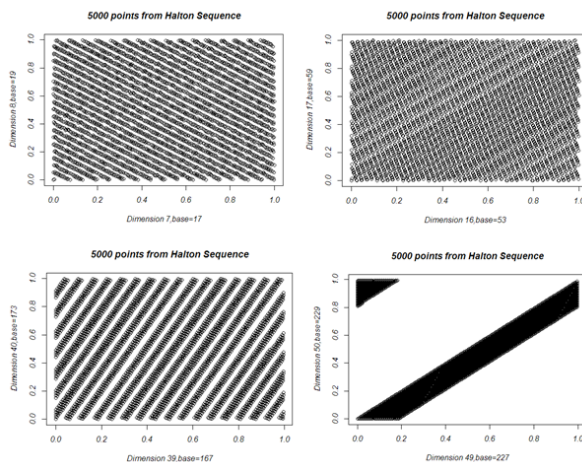 5000 points from Halton Sequence
Dimension 8,base=19
0.0 0.2 0.4 0.6 0.8 1.0
0.0 0.2 0.4 0.6 0.8 1.0
Dimension 7,base=17
5000 points from Halton Sequence
Dimension 17,base=59
0.0 0.2 0.4 0.6 0.8 1.0
0.0 0.2 0.4 0.6 0.8 1.0
Dimension 16,base=53
5000 points from Halton Sequence
Dimension 40,base=173
0.0 0.2 0.4 0.6 0.8 1.0
0.0 0.2 0.4 0.6 0.8 1.0
Dimension 39,base=167
5000 points from Halton Sequence
Dimension 50,base=229
0.0 0.2 0.4 0.6 0.8 1.0
0.0 0.2 0.4 0.6 0.8 1.0
Dimension 49,base=227